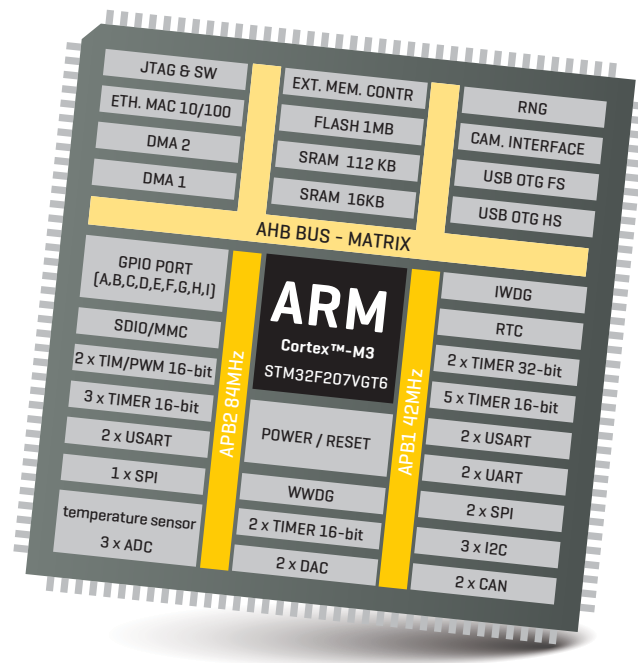 JTAG & SW
ETH. MAC 10/100
DMA 2
DMA 1
EXT. MEM. CONTR
FLASH 1MB
SRAM 112 KB
SRAM 16KB
RNG
CAM. INTERFACE
USB OTG FS
USB OTG HS
AHB BUS - MATRIX
GPIO PORT
(A,B,C,D,E,F,G,H,I)
SDIO/MMC
2 x TIM/PWM 16-bit
3 x TIMER 16-bit
2 x USART
1 x SPI
temperature sensor
3 x ADC
APB2 84MHz
ARM
Cortex™-M3
STM32F207VGT6
POWER / RESET
WWDG
2 x TIMER 16-bit
2 x DAC
APB1 42MHz
IWDG
RTC
2 x TIMER 32-bit
5 x TIMER 16-bit
2 x USART
2 x UART
2 x SPI
3 x I2C
2 x CAN